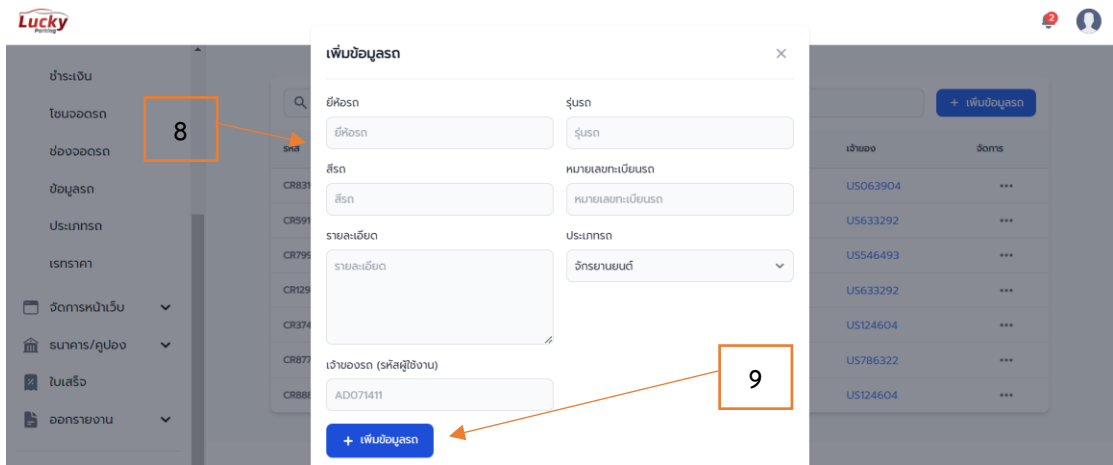 Lucky
Parking
2
เพิ่มข้อมูลรถ
ชำระเงิน
โซนจอดรถ
ช่องจอดรถ
ข้อมูลรถ
ประเภทรถ
เรทราคา
จัดการหน้าเว็บ
ธนาคาร/คูปอง
ใบเสร็จ
ออกรายงาน
8
ยี่ห้อรถ
รุ่นรถ
ยี่ห้อรถ
รุ่นรถ
สีรถ
หมายเลขทะเบียนรถ
สีรถ
หมายเลขทะเบียนรถ
รายละเอียด
ประเภทรถ
รายละเอียด
จักรยานยนต์
เจ้าของรถ (รหัสผู้ใช้งาน)
AD071411
+ เพิ่มข้อมูลรถ
9
+ เพิ่มข้อมูลรถ
รหัส
เจ้าของ
จัดการ
CR831
US063904
CR591
US633292
CR799
US546493
CR129
US633292
CR374
US124604
CR877
US786322
CR888
US124604